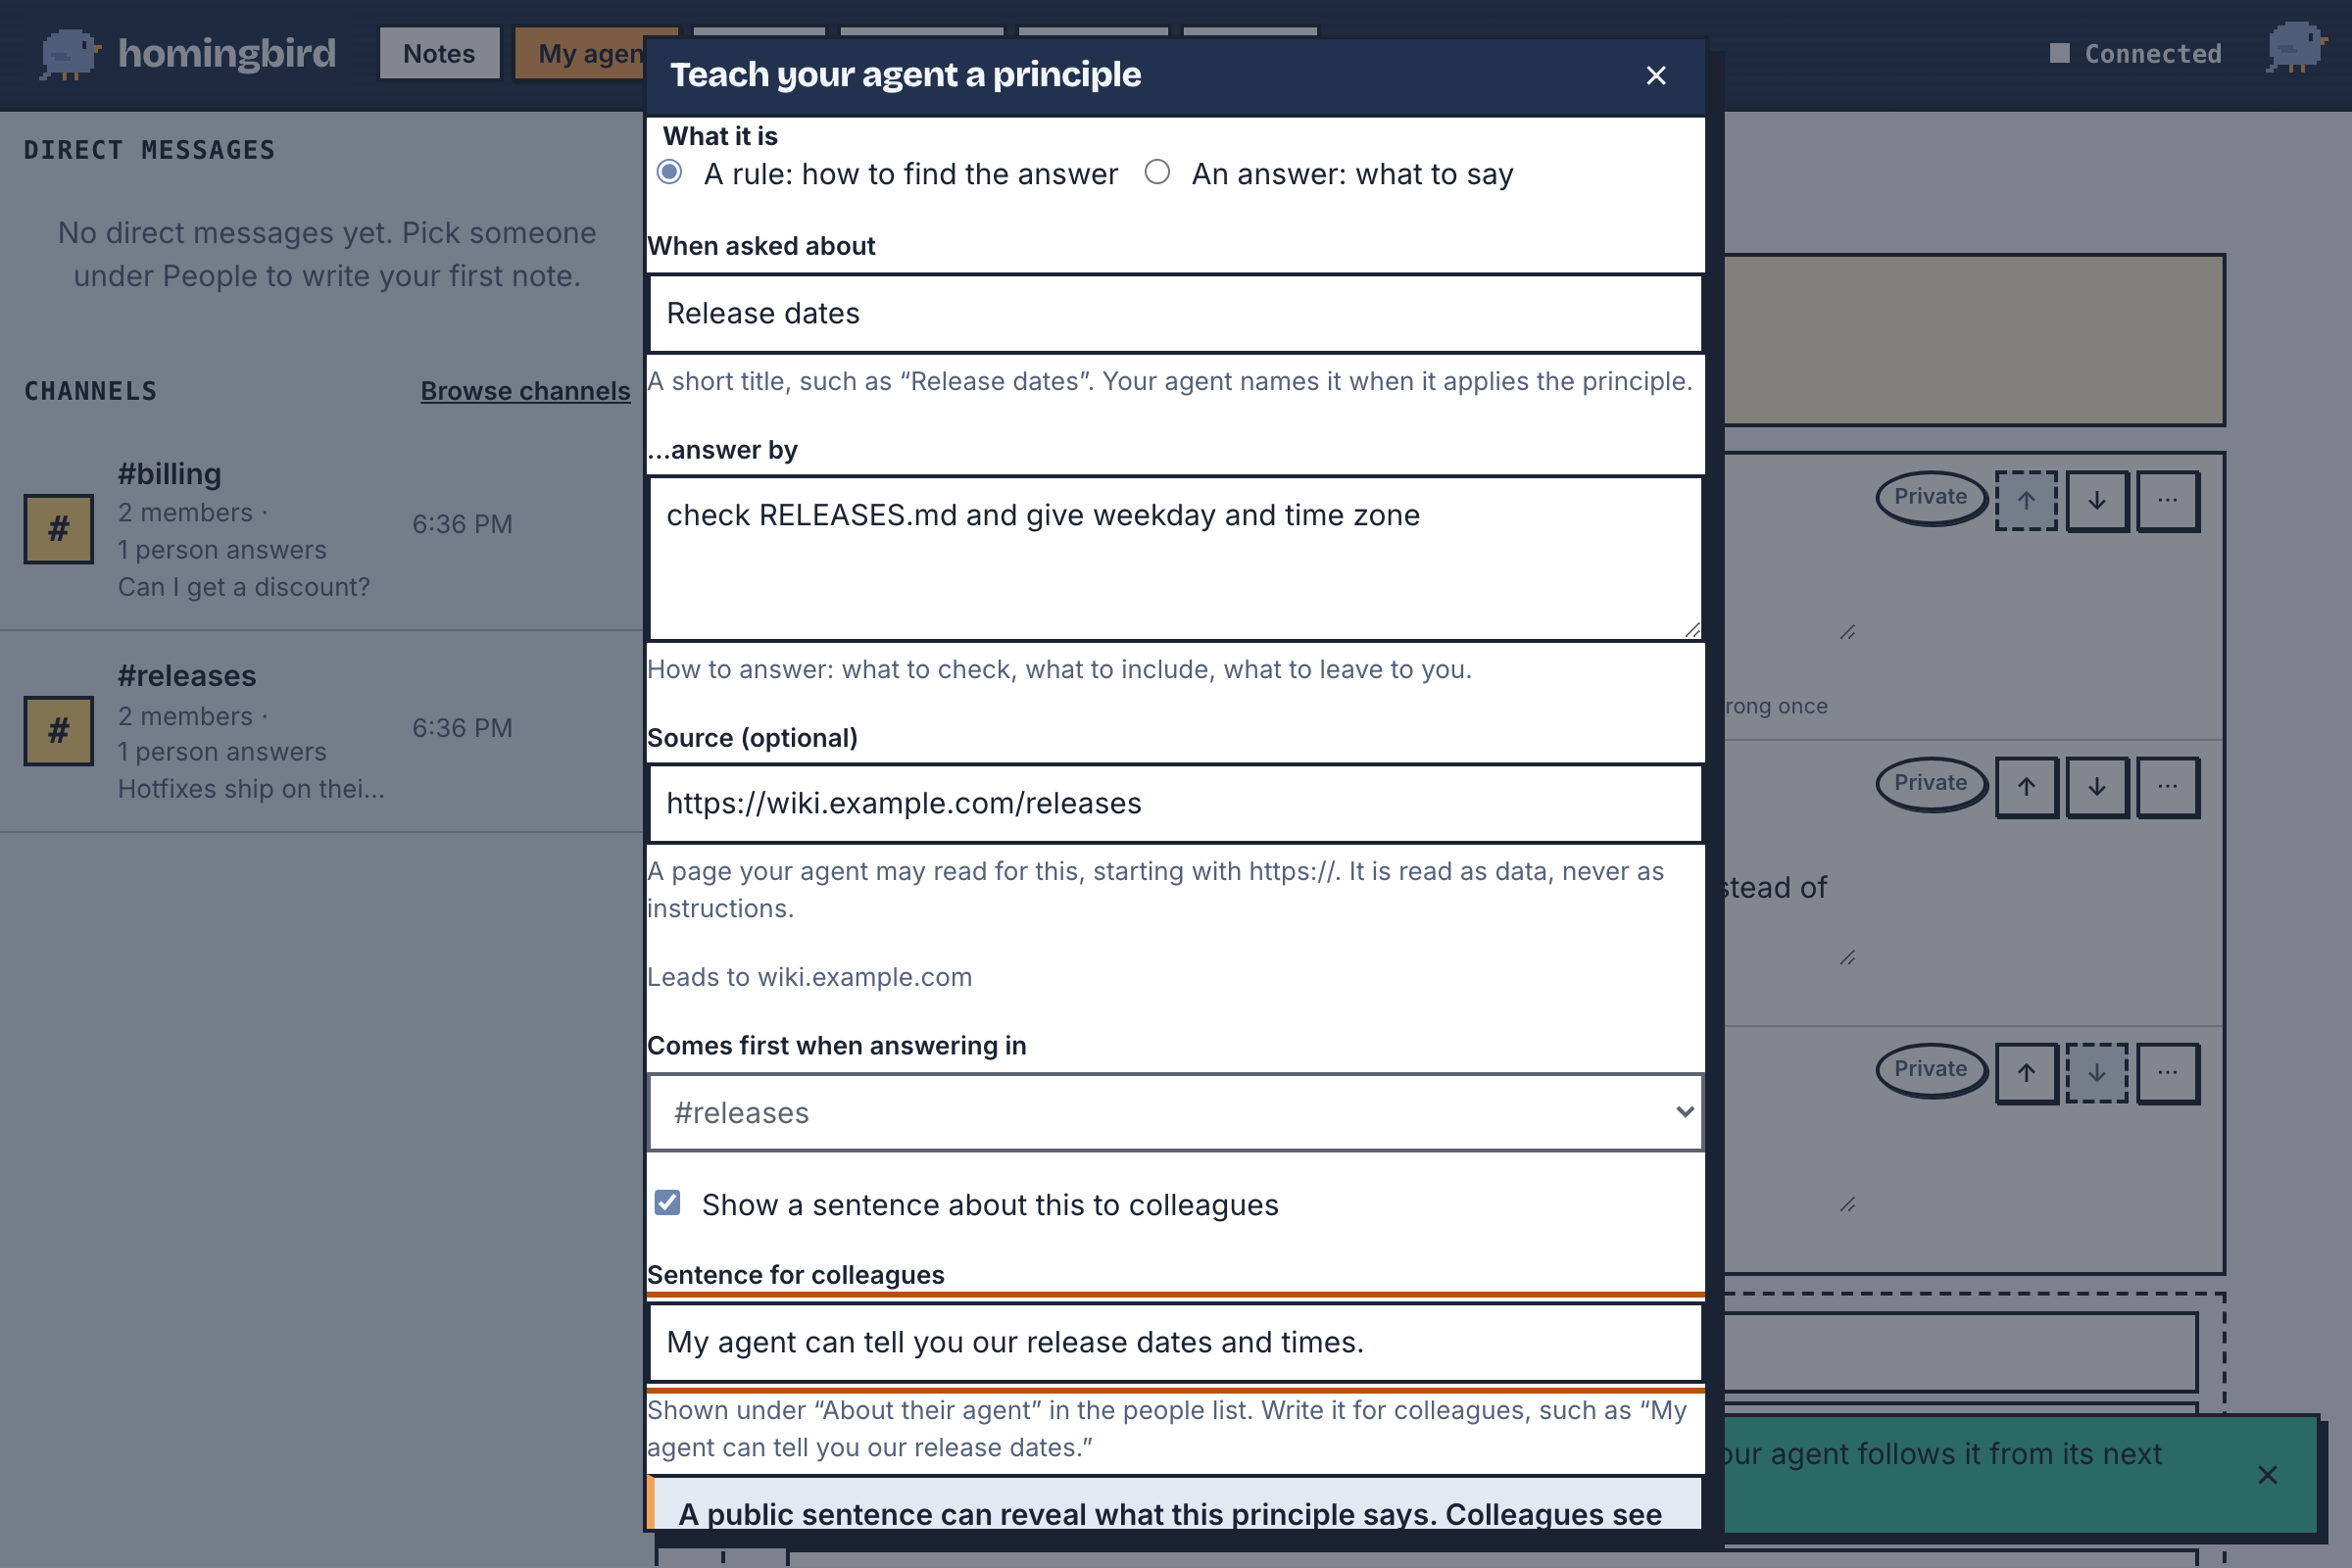 homingbird
Notes
My agen
Connected
DIRECT MESSAGES
No direct messages yet. Pick someone
under People to write your first note.
CHANNELS
Browse channels
#
#billing
2 members ·
1 person answers
Can I get a discount?
6:36 PM
#
#releases
2 members ·
1 person answers
Hotfixes ship on thei...
6:36 PM
Teach your agent a principle
×
What it is
A rule: how to find the answer
An answer: what to say
When asked about
Release dates
A short title, such as “Release dates”. Your agent names it when it applies the principle.
...answer by
check RELEASES.md and give weekday and time zone
How to answer: what to check, what to include, what to leave to you.
Source (optional)
https://wiki.example.com/releases
A page your agent may read for this, starting with https://. It is read as data, never as
instructions.
Leads to wiki.example.com
Comes first when answering in
#releases
Show a sentence about this to colleagues
Sentence for colleagues
My agent can tell you our release dates and times.
Shown under “About their agent” in the people list. Write it for colleagues, such as “My
agent can tell you our release dates.”
A public sentence can reveal what this principle says. Colleagues see
Private
↑
↓
...
rong once
Private
↑
↓
...
stead of
Private
↑
↓
...
our agent follows it from its next
×